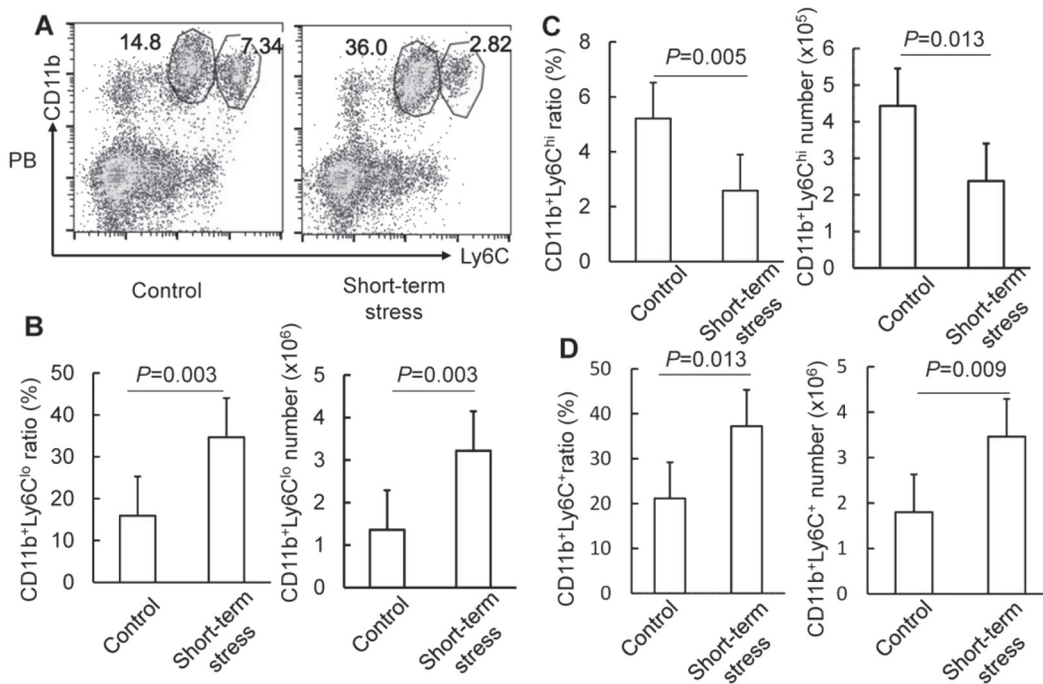 A
14.8
7.34
36.0
2.82
CD11b
PB
Ly6C
Control
Short-term
stress
B
CD11b⁺Ly6Cˡᵒ ratio (%)
50
40
30
20
10
0
P=0.003
Control
Short-term
stress
CD11b⁺Ly6Cˡᵒ number (x10⁶)
5
4
3
2
1
0
P=0.003
Control
Short-term
stress
C
CD11b⁺Ly6Cʰⁱ ratio (%)
8
6
4
2
0
P=0.005
Control
Short-term
stress
CD11b⁺Ly6Cʰⁱ number (x10⁵)
6
5
4
3
2
1
0
P=0.013
Control
Short-term
stress
D
CD11b⁺Ly6C⁺ratio (%)
50
40
30
20
10
0
P=0.013
Control
Short-term
stress
CD11b⁺Ly6C⁺ number (x10⁶)
5
4
3
2
1
0
P=0.009
Control
Short-term
stress